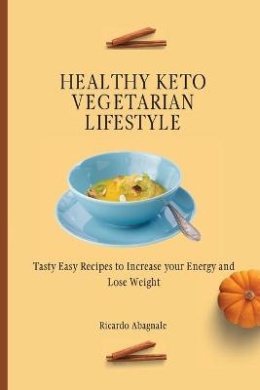 HEALTHY KETO
VEGETARIAN
LIFESTYLE
Tasty Easy Recipes to Increase your Energy and
Lose Weight
Ricardo Abagnale